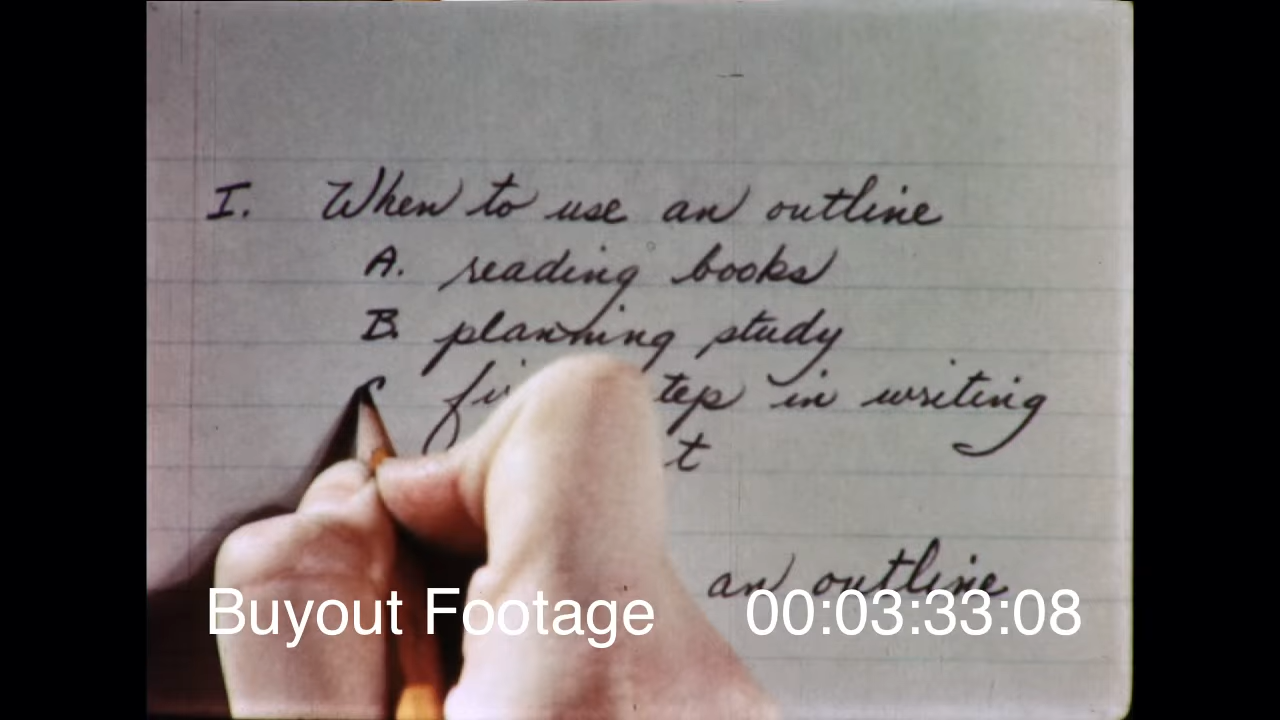 I. When to use an outline
A. reading books
B. planning study
in writing
an outline
Buyout Footage 00:03:33:08